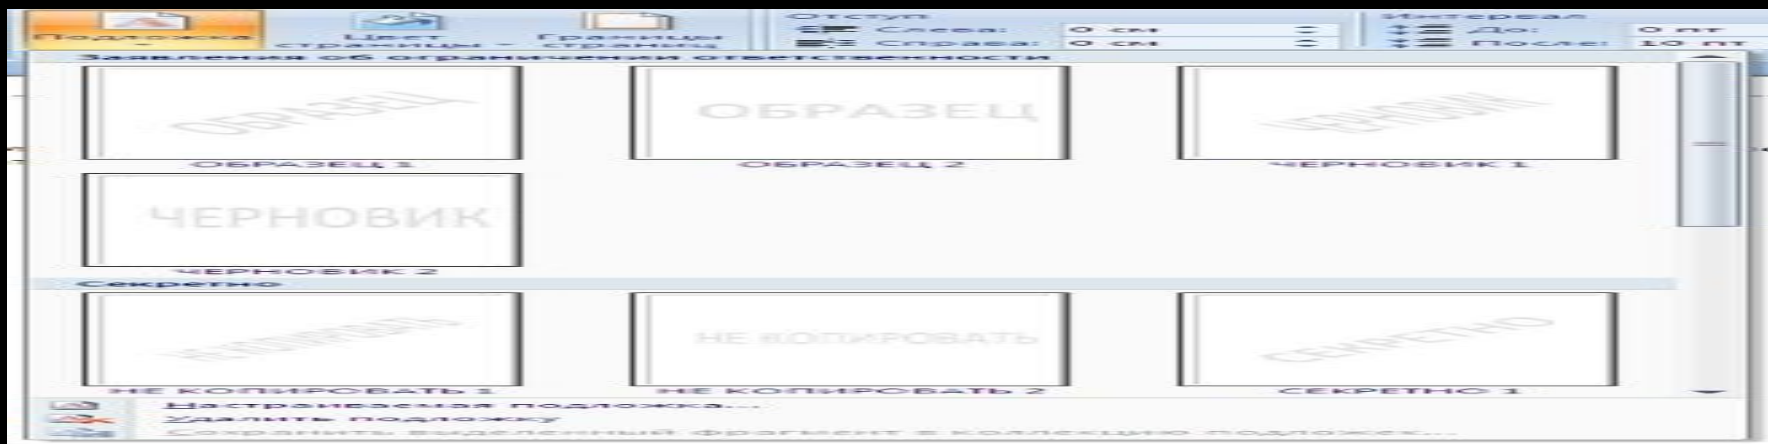 Подложка
Цвет страницы
Границы страниц
Отступ
Слева: 0 см
Справа: 0 см
Интервал
До: 0 пт
После: 10 пт
Заявления об ограничении ответственности
ОБРАЗЕЦ
ОБРАЗЕЦ
ЧЕРНОВИК
ОБРАЗЕЦ 1
ОБРАЗЕЦ 2
ЧЕРНОВИК 1
ЧЕРНОВИК
ЧЕРНОВИК 2
Секретно
НЕ КОПИРОВАТЬ
СЕКРЕТНО
НЕ КОПИРОВАТЬ 1
НЕ КОПИРОВАТЬ 2
СЕКРЕТНО 1
Настраиваемая подложка...
Удалить подложку
Сохранить выделенный фрагмент в коллекцию подложек...